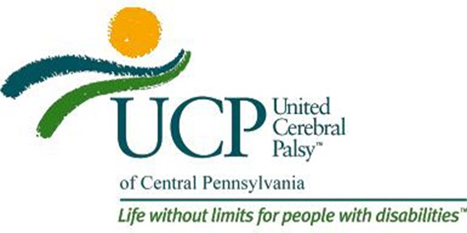 UCP United
Cerebral
Palsy™
of Central Pennsylvania
Life without limits for people with disabilities™